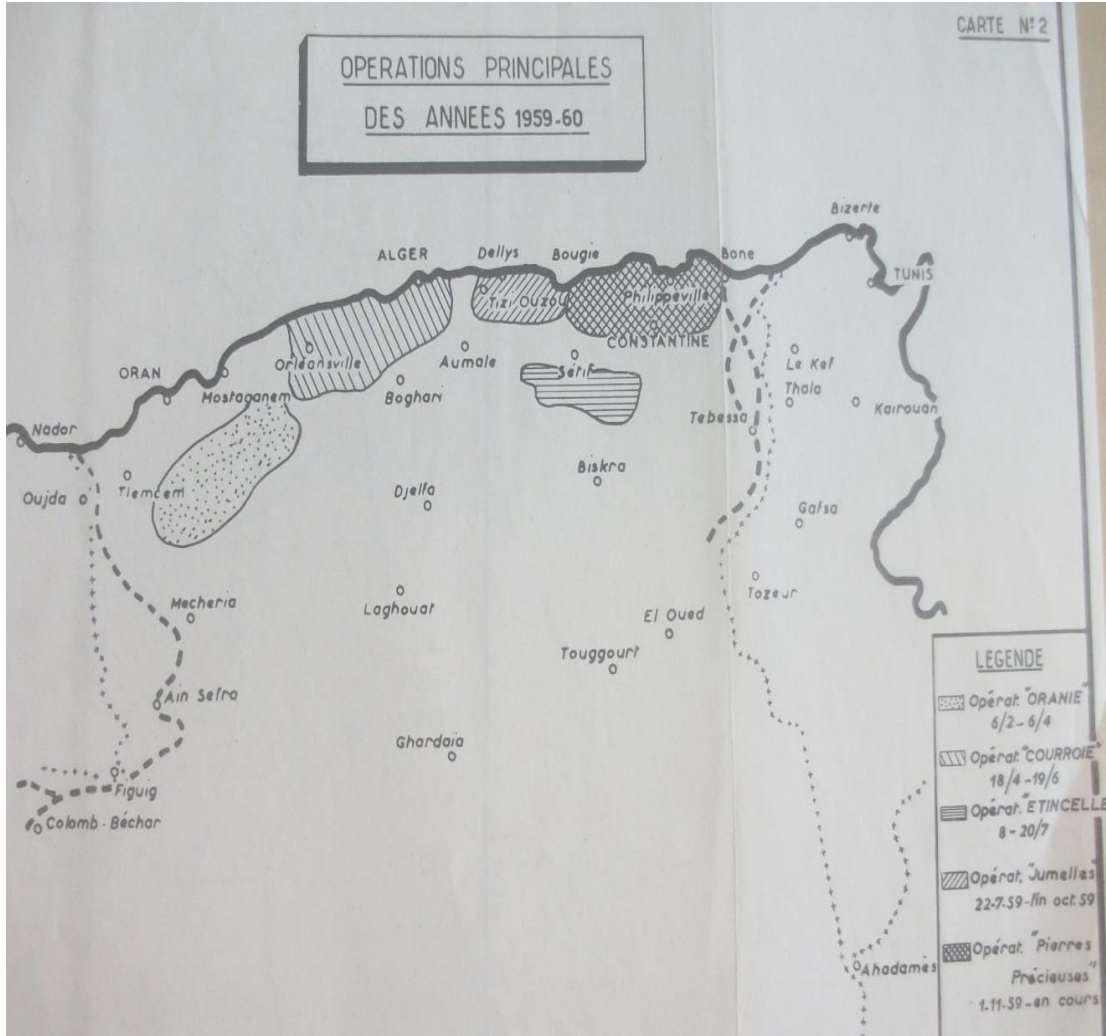 CARTE N° 2
OPERATIONS PRINCIPALES
DES ANNEES 1959-60
Bizerte
ALGER
Dellys
Bougie
Bone
TUNIS
Tizi Ouzou
Philippeville
CONSTANTINE
Orléansville
Aumale
Sétif
Le Kef
ORAN
Mostaganem
Boghari
Thala
Kairouan
Nador
Tebessa
Biskra
Oujda
Tlemcem
Djelfa
Gafsa
Mecheria
Laghouat
Tozeur
El Oued
Touggourt
Ain Sefra
Ghardaïa
Figuig
Colomb-Béchar
Ahadamès
LEGENDE
Opérat. "ORANIE"
6/2-6/4
Opérat. "COURROIE"
18/4-19/6
Opérat. "ETINCELLE
8-20/7
Opérat. "Jumelles"
22-7.59-fin oct.59
Opérat. "Pierres
Précieuses"
1-11-59-en cours